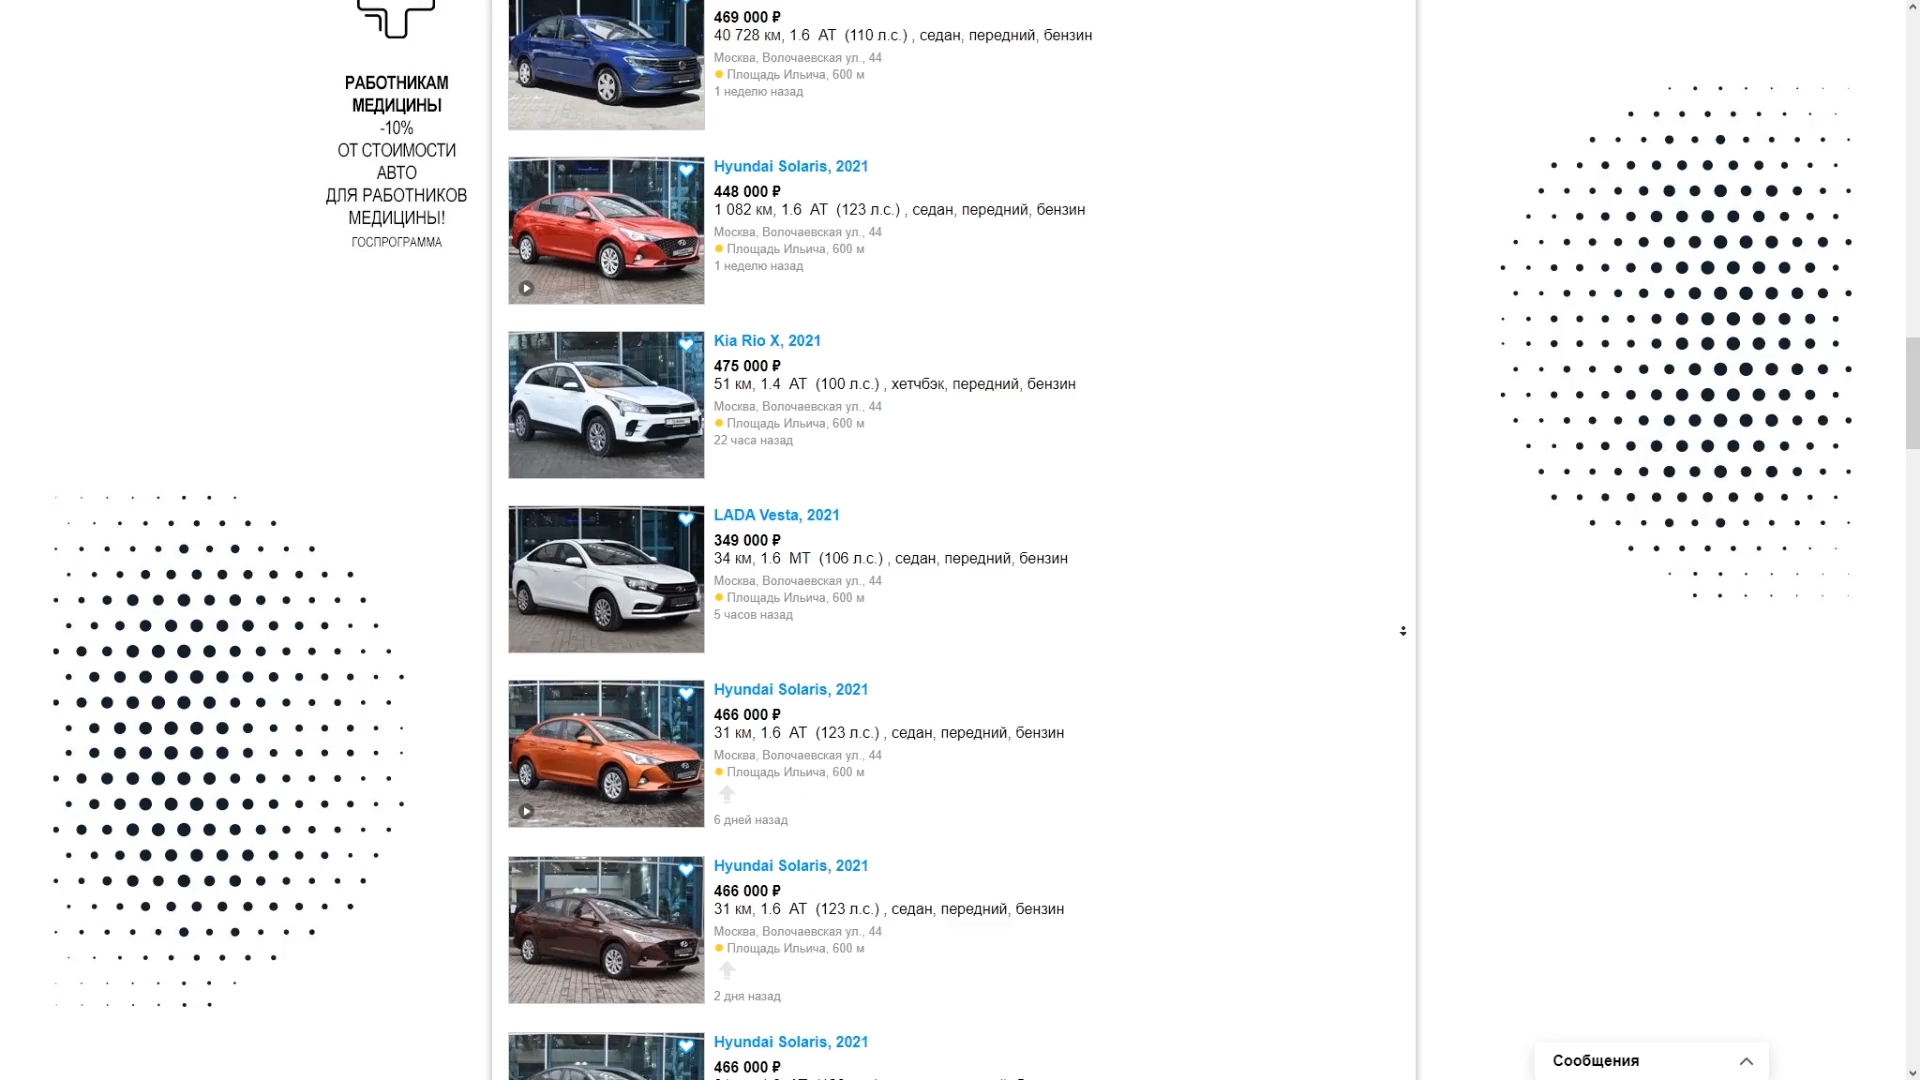 РАБОТНИКАМ
МЕДИЦИНЫ
-10%
ОТ СТОИМОСТИ
АВТО
ДЛЯ РАБОТНИКОВ
МЕДИЦИНЫ!
ГОСПРОГРАММА
469 000 ₽
40 728 км, 1.6 AT (110 л.с.) , седан, передний, бензин
Москва, Волочаевская ул., 44
Площадь Ильича, 600 м
1 неделю назад
Hyundai Solaris, 2021
448 000 ₽
1 082 км, 1.6 AT (123 л.с.) , седан, передний, бензин
Москва, Волочаевская ул., 44
Площадь Ильича, 600 м
1 неделю назад
Kia Rio X, 2021
475 000 ₽
51 км, 1.4 AT (100 л.с.) , хетчбэк, передний, бензин
Москва, Волочаевская ул., 44
Площадь Ильича, 600 м
22 часа назад
LADA Vesta, 2021
349 000 ₽
34 км, 1.6 MT (106 л.с.) , седан, передний, бензин
Москва, Волочаевская ул., 44
Площадь Ильича, 600 м
5 часов назад
Hyundai Solaris, 2021
466 000 ₽
31 км, 1.6 AT (123 л.с.) , седан, передний, бензин
Москва, Волочаевская ул., 44
Площадь Ильича, 600 м
6 дней назад
Hyundai Solaris, 2021
466 000 ₽
31 км, 1.6 AT (123 л.с.) , седан, передний, бензин
Москва, Волочаевская ул., 44
Площадь Ильича, 600 м
2 дня назад
Hyundai Solaris, 2021
466 000 ₽
Сообщения